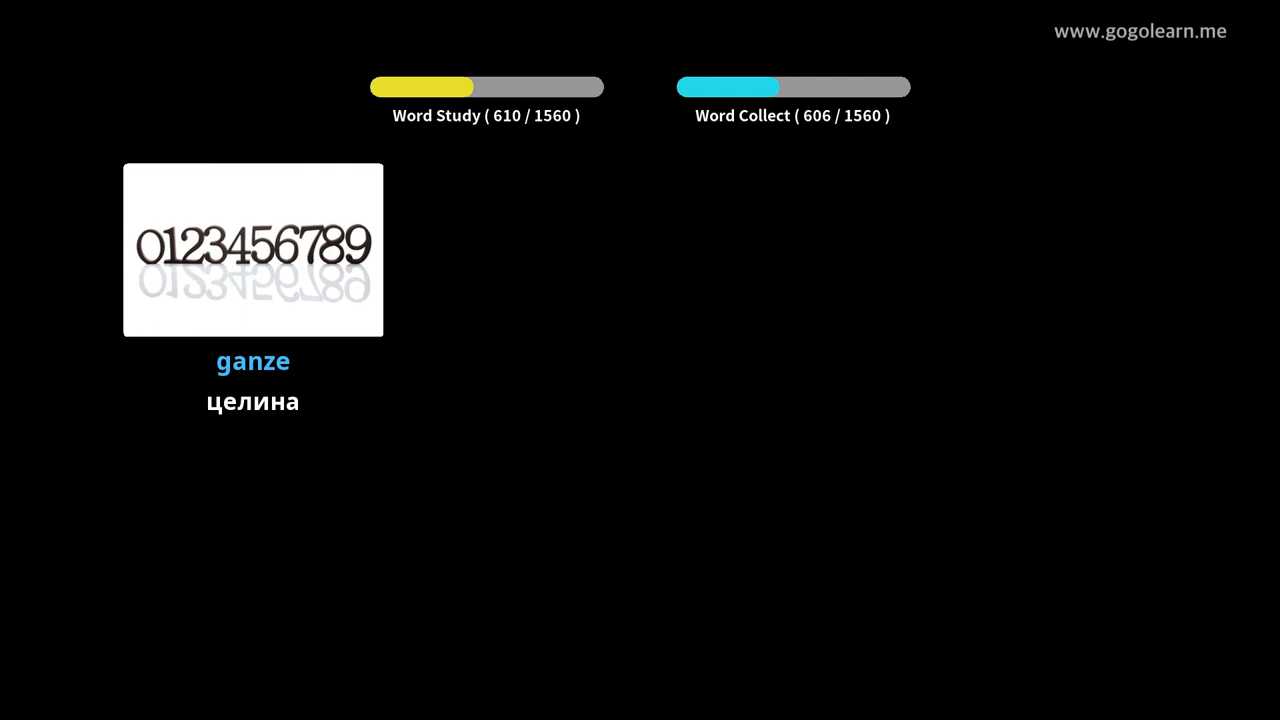 www.gogolearn.me
Word Study ( 610 / 1560 )
Word Collect ( 606 / 1560 )
0123456789
ganze
целина